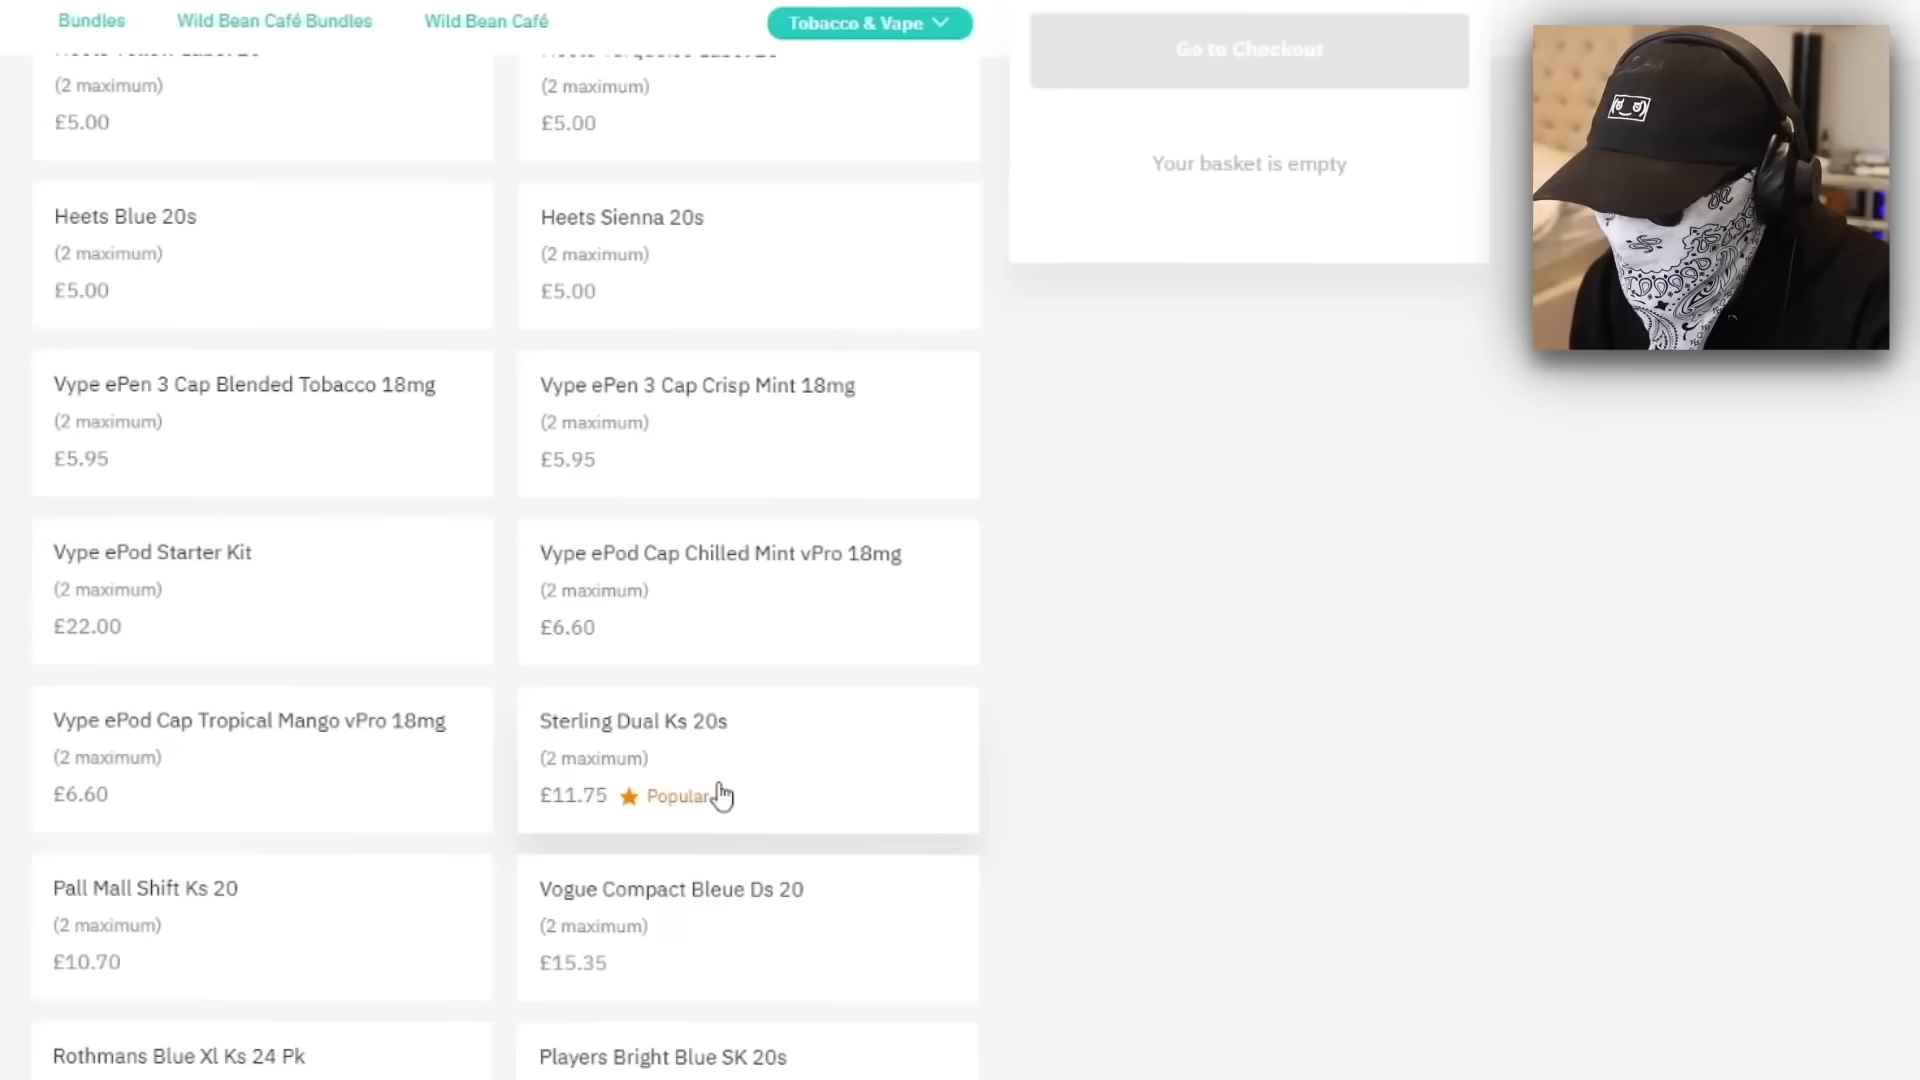 Bundles
Wild Bean Café Bundles
Wild Bean Café
Tobacco & Vape
(2 maximum)
£5.00
(2 maximum)
£5.00
Heets Blue 20s
(2 maximum)
£5.00
Heets Sienna 20s
(2 maximum)
£5.00
Vype ePen 3 Cap Blended Tobacco 18mg
(2 maximum)
£5.95
Vype ePen 3 Cap Crisp Mint 18mg
(2 maximum)
£5.95
Vype ePod Starter Kit
(2 maximum)
£22.00
Vype ePod Cap Chilled Mint vPro 18mg
(2 maximum)
£6.60
Vype ePod Cap Tropical Mango vPro 18mg
(2 maximum)
£6.60
Sterling Dual Ks 20s
(2 maximum)
£11.75 Popular
Pall Mall Shift Ks 20
(2 maximum)
£10.70
Vogue Compact Bleue Ds 20
(2 maximum)
£15.35
Rothmans Blue Xl Ks 24 Pk
Players Bright Blue SK 20s
Go to Checkout
Your basket is empty